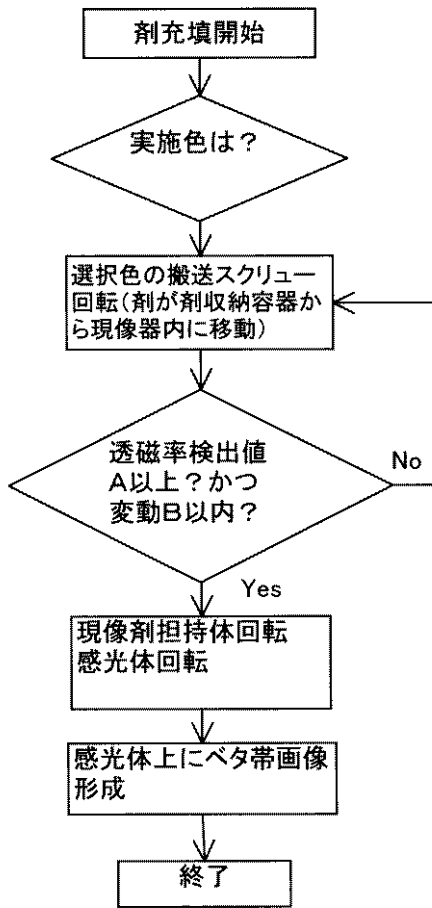 剤充填開始
実施色は？
選択色の搬送スクリュー
回転(剤が剤収納容器か
ら現像器内に移動)
透磁率検出値
A以上？かつ
変動B以内？
No
Yes
現像剤担持体回転
感光体回転
感光体上にベタ帯画像
形成
終了